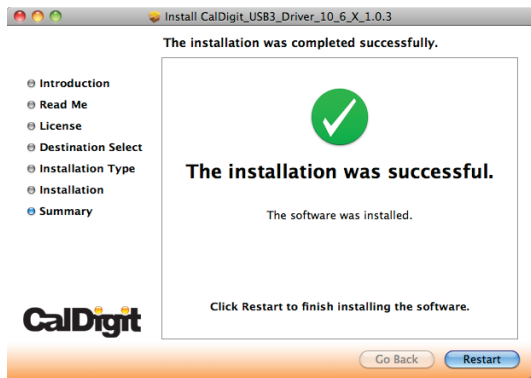 Install CalDigit_USB3_Driver_10_6_X_1.0.3
The installation was completed successfully.
Introduction
Read Me
License
Destination Select
Installation Type
Installation
Summary
The installation was successful.
The software was installed.
Click Restart to finish installing the software.
CalDigit
Go Back
Restart